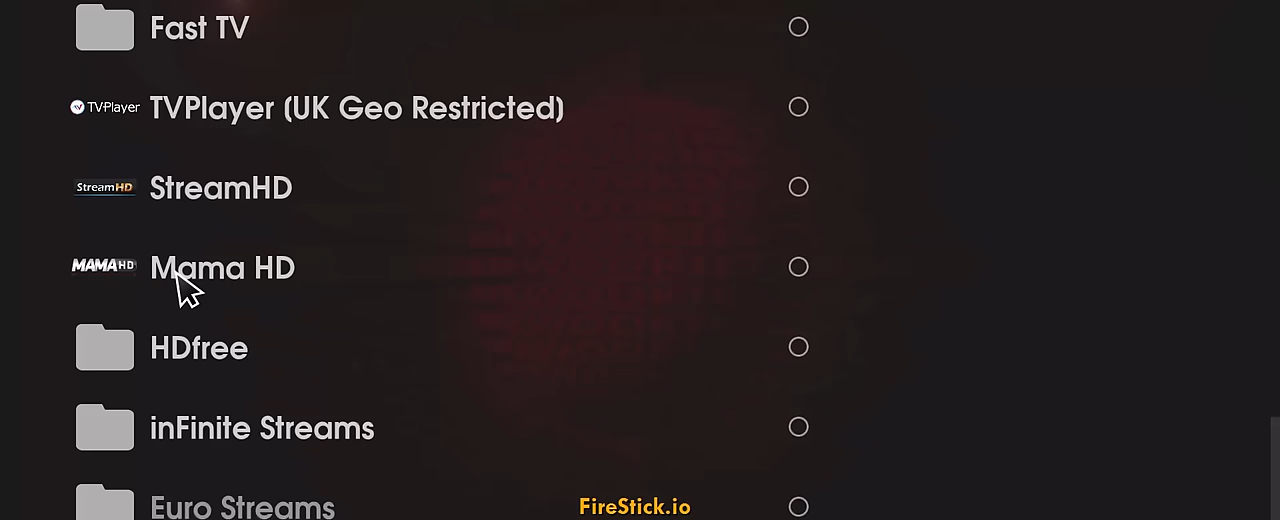 Fast TV
TVPlayer TVPlayer (UK Geo Restricted)
StreamHD StreamHD
MAMAHD Mama HD
HDfree
inFinite Streams
Euro Streams
FireStick.io